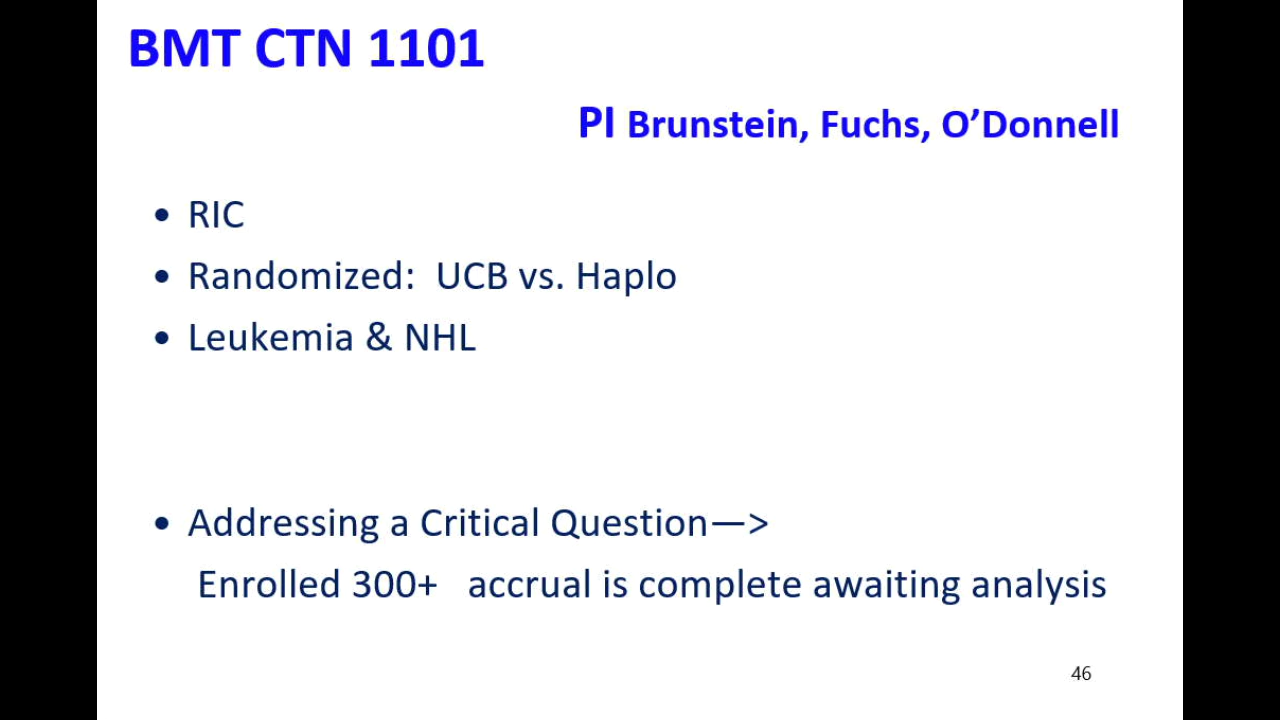 BMT CTN 1101
PI Brunstein, Fuchs, O’Donnell
• RIC
• Randomized: UCB vs. Haplo
• Leukemia & NHL
• Addressing a Critical Question—>
Enrolled 300+ accrual is complete awaiting analysis
46